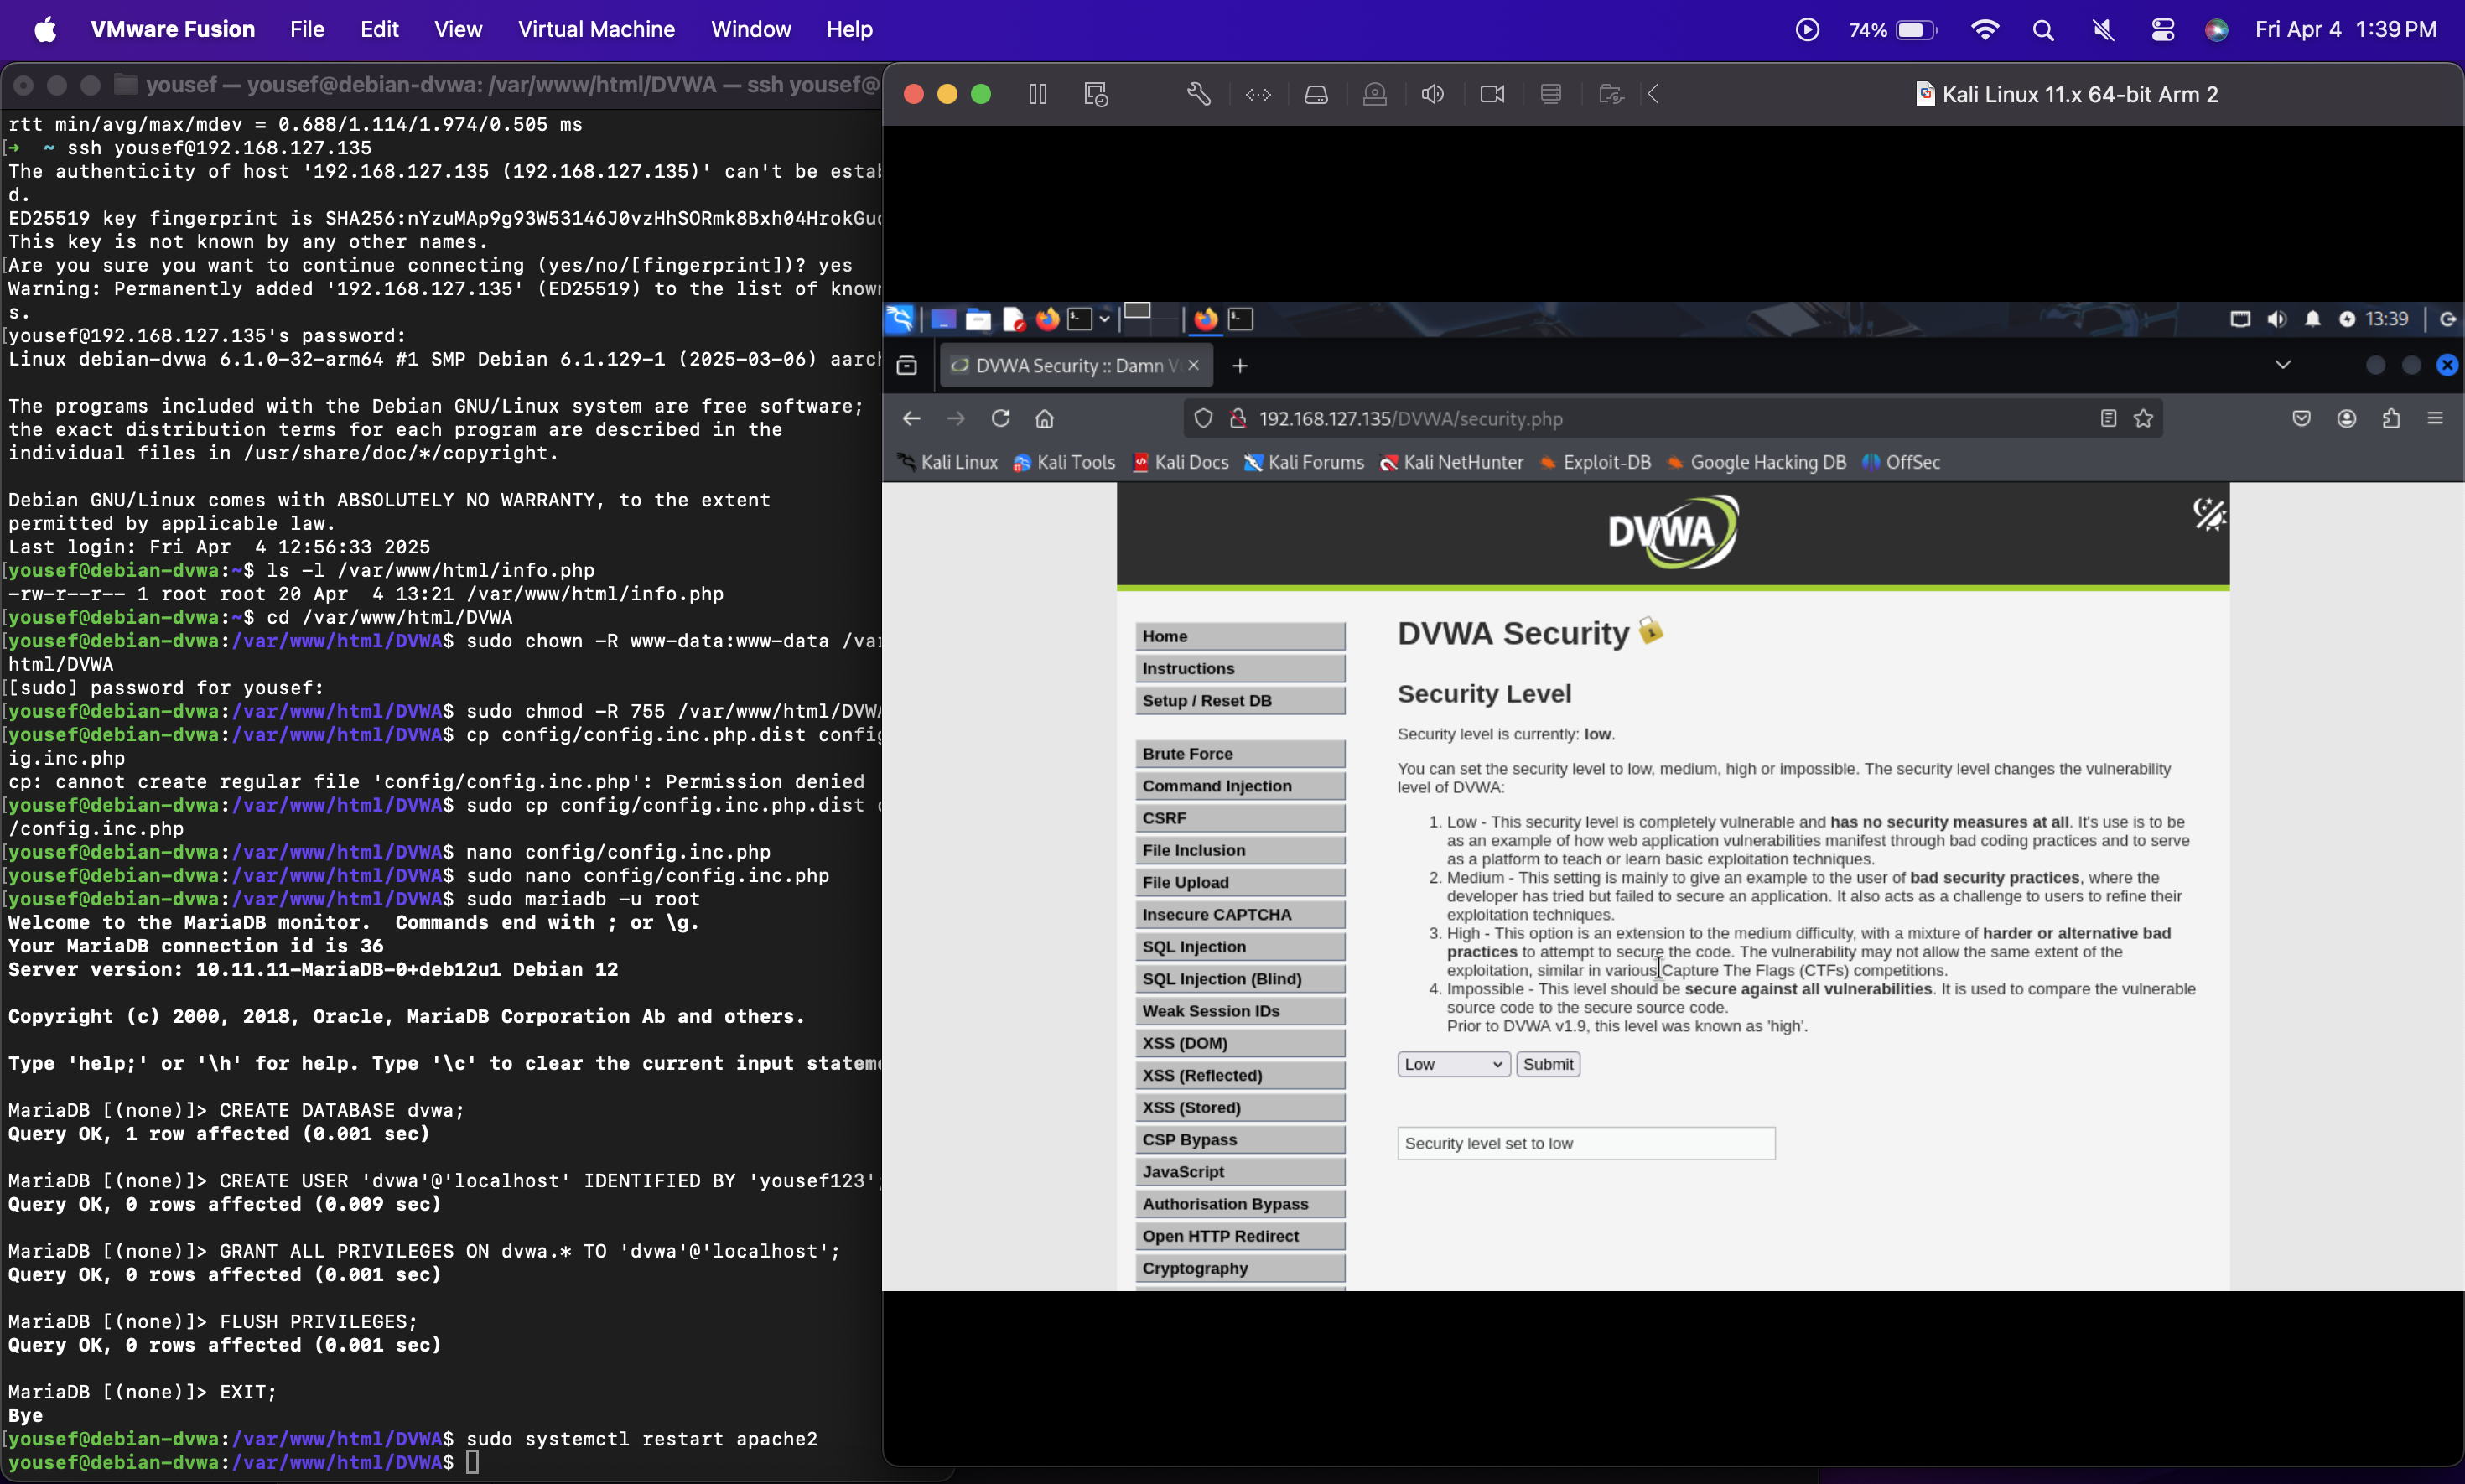 VMware Fusion File Edit View Virtual Machine Window Help 74% Fri Apr 4 1:39 PM
yousef — yousef@debian-dvwa: /var/www/html/DVWA — ssh yousef@
rtt min/avg/max/mdev = 0.688/1.114/1.974/0.505 ms
[➜ ~ ssh yousef@192.168.127.135
The authenticity of host '192.168.127.135 (192.168.127.135)' can't be estab
d.
ED25519 key fingerprint is SHA256:nYzuMAp9g93W53146J0vzHhSORmk8Bxh04HrokGu
This key is not known by any other names.
[Are you sure you want to continue connecting (yes/no/[fingerprint])? yes
Warning: Permanently added '192.168.127.135' (ED25519) to the list of known
s.
[yousef@192.168.127.135's password:
Linux debian-dvwa 6.1.0-32-arm64 #1 SMP Debian 6.1.129-1 (2025-03-06) aarch
The programs included with the Debian GNU/Linux system are free software;
the exact distribution terms for each program are described in the
individual files in /usr/share/doc/*/copyright.
Debian GNU/Linux comes with ABSOLUTELY NO WARRANTY, to the extent
permitted by applicable law.
Last login: Fri Apr  4 12:56:33 2025
[yousef@debian-dvwa:~$ ls -l /var/www/html/info.php
-rw-r--r-- 1 root root 20 Apr  4 13:21 /var/www/html/info.php
[yousef@debian-dvwa:~$ cd /var/www/html/DVWA
[yousef@debian-dvwa:/var/www/html/DVWA$ sudo chown -R www-data:www-data /va
html/DVWA
[[sudo] password for yousef:
[yousef@debian-dvwa:/var/www/html/DVWA$ sudo chmod -R 755 /var/www/html/DVW
[yousef@debian-dvwa:/var/www/html/DVWA$ cp config/config.inc.php.dist config
ig.inc.php
cp: cannot create regular file 'config/config.inc.php': Permission denied
[yousef@debian-dvwa:/var/www/html/DVWA$ sudo cp config/config.inc.php.dist c
/config.inc.php
[yousef@debian-dvwa:/var/www/html/DVWA$ nano config/config.inc.php
[yousef@debian-dvwa:/var/www/html/DVWA$ sudo nano config/config.inc.php
[yousef@debian-dvwa:/var/www/html/DVWA$ sudo mariadb -u root
Welcome to the MariaDB monitor.  Commands end with ; or \g.
Your MariaDB connection id is 36
Server version: 10.11.11-MariaDB-0+deb12u1 Debian 12
Copyright (c) 2000, 2018, Oracle, MariaDB Corporation Ab and others.
Type 'help;' or '\h' for help. Type '\c' to clear the current input stateme
MariaDB [(none)]> CREATE DATABASE dvwa;
Query OK, 1 row affected (0.001 sec)
MariaDB [(none)]> CREATE USER 'dvwa'@'localhost' IDENTIFIED BY 'yousef123';
Query OK, 0 rows affected (0.009 sec)
MariaDB [(none)]> GRANT ALL PRIVILEGES ON dvwa.* TO 'dvwa'@'localhost';
Query OK, 0 rows affected (0.001 sec)
MariaDB [(none)]> FLUSH PRIVILEGES;
Query OK, 0 rows affected (0.001 sec)
MariaDB [(none)]> EXIT;
Bye
[yousef@debian-dvwa:/var/www/html/DVWA$ sudo systemctl restart apache2
yousef@debian-dvwa:/var/www/html/DVWA$
Kali Linux 11.x 64-bit Arm 2
13:39
DVWA Security :: Damn V
192.168.127.135/DVWA/security.php
Kali Linux Kali Tools Kali Docs Kali Forums Kali NetHunter Exploit-DB Google Hacking DB OffSec
DVWA
Home
Instructions
Setup / Reset DB
Brute Force
Command Injection
CSRF
File Inclusion
File Upload
Insecure CAPTCHA
SQL Injection
SQL Injection (Blind)
Weak Session IDs
XSS (DOM)
XSS (Reflected)
XSS (Stored)
CSP Bypass
JavaScript
Authorisation Bypass
Open HTTP Redirect
Cryptography
DVWA Security
Security Level
Security level is currently: low.
You can set the security level to low, medium, high or impossible. The security level changes the vulnerability
level of DVWA:
1. Low - This security level is completely vulnerable and has no security measures at all. It's use is to be
as an example of how web application vulnerabilities manifest through bad coding practices and to serve
as a platform to teach or learn basic exploitation techniques.
2. Medium - This setting is mainly to give an example to the user of bad security practices, where the
developer has tried but failed to secure an application. It also acts as a challenge to users to refine their
exploitation techniques.
3. High - This option is an extension to the medium difficulty, with a mixture of harder or alternative bad
practices to attempt to secure the code. The vulnerability may not allow the same extent of the
exploitation, similar in various Capture The Flags (CTFs) competitions.
4. Impossible - This level should be secure against all vulnerabilities. It is used to compare the vulnerable
source code to the secure source code.
Prior to DVWA v1.9, this level was known as 'high'.
Low Submit
Security level set to low